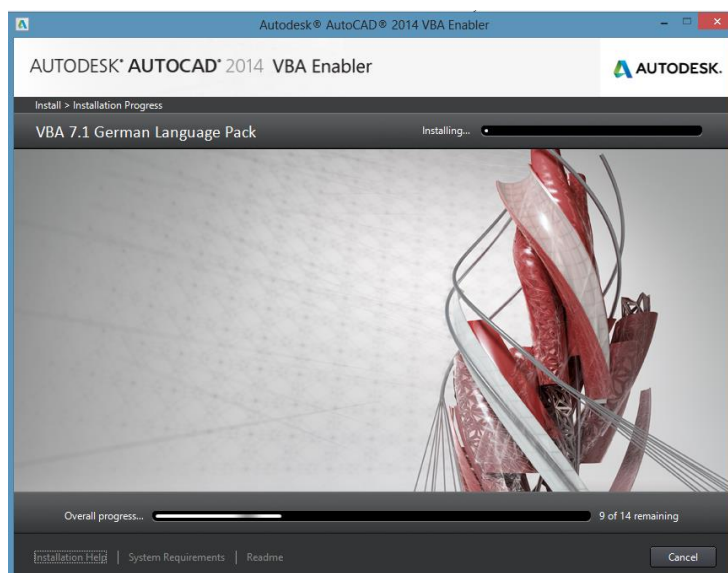 Autodesk® AutoCAD® 2014 VBA Enabler
AUTODESK® AUTOCAD® 2014 VBA Enabler
AUTODESK.
Install > Installation Progress
VBA 7.1 German Language Pack
Installing...
Overall progress...
9 of 14 remaining
Installation Help | System Requirements | Readme
Cancel